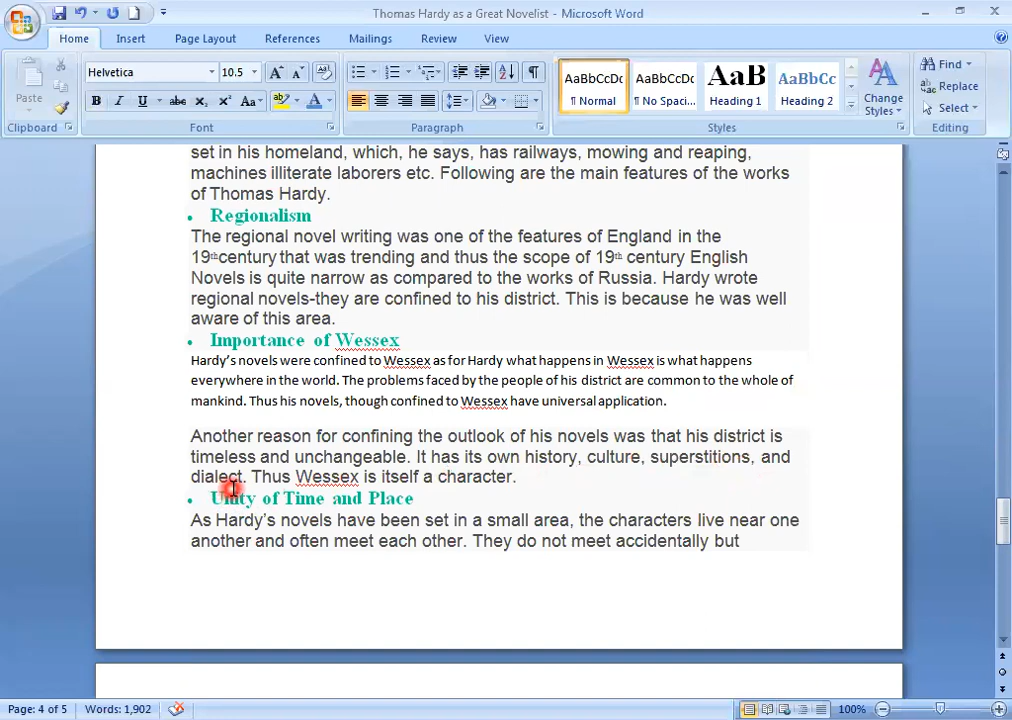 Thomas Hardy as a Great Novelist - Microsoft Word
Home Insert Page Layout References Mailings Review View
Paste
Clipboard
Helvetica 10.5
B I U abc X₂ X² Aa
Font
Paragraph
AaBbCcDc AaBbCcDc AaB AaBbCc
¶ Normal ¶ No Spaci... Heading 1 Heading 2
Change Styles
Styles
Find
Replace
Select
Editing
set in his homeland, which, he says, has railways, mowing and reaping,
machines illiterate laborers etc. Following are the main features of the works
of Thomas Hardy.
• Regionalism
The regional novel writing was one of the features of England in the
19th century that was trending and thus the scope of 19th century English
Novels is quite narrow as compared to the works of Russia. Hardy wrote
regional novels-they are confined to his district. This is because he was well
aware of this area.
• Importance of Wessex
Hardy's novels were confined to Wessex as for Hardy what happens in Wessex is what happens
everywhere in the world. The problems faced by the people of his district are common to the whole of
mankind. Thus his novels, though confined to Wessex have universal application.
Another reason for confining the outlook of his novels was that his district is
timeless and unchangeable. It has its own history, culture, superstitions, and
dialect. Thus Wessex is itself a character.
• Unity of Time and Place
As Hardy's novels have been set in a small area, the characters live near one
another and often meet each other. They do not meet accidentally but
Page: 4 of 5 Words: 1,902 100%